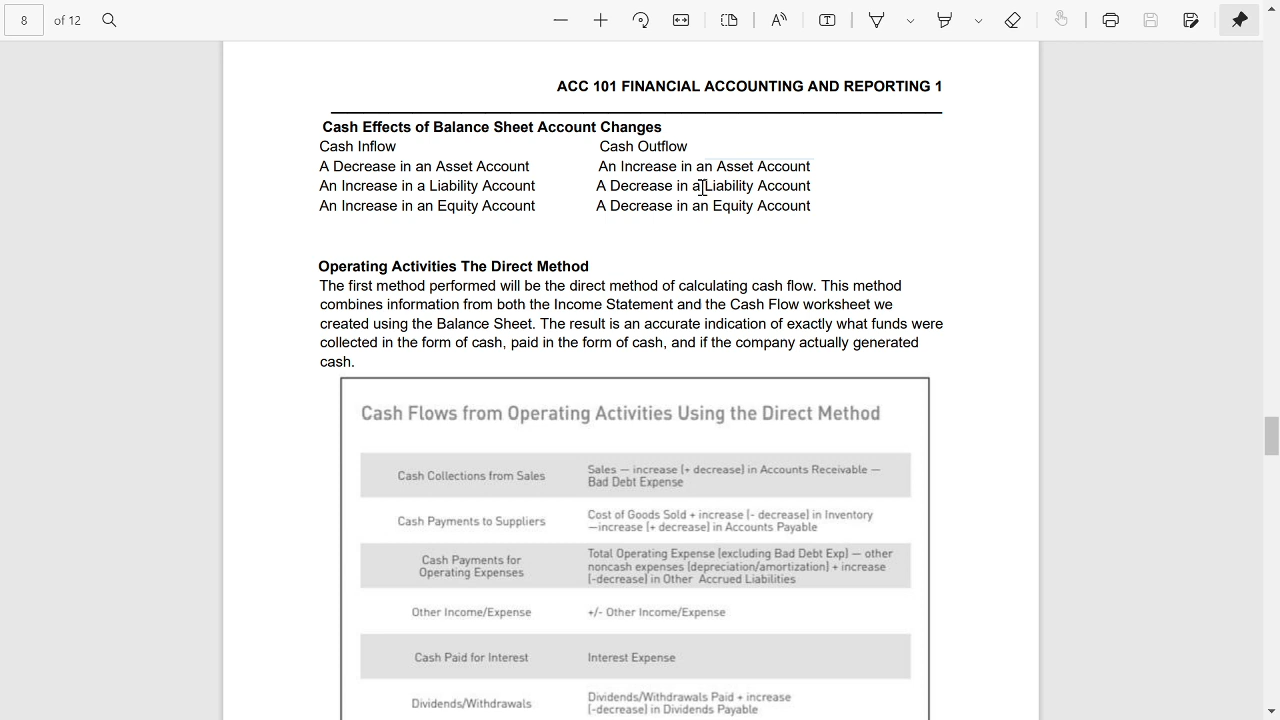 8 of 12
ACC 101 FINANCIAL ACCOUNTING AND REPORTING 1
Cash Effects of Balance Sheet Account Changes
Cash Inflow Cash Outflow
A Decrease in an Asset Account An Increase in an Asset Account
An Increase in a Liability Account A Decrease in a Liability Account
An Increase in an Equity Account A Decrease in an Equity Account
Operating Activities The Direct Method
The first method performed will be the direct method of calculating cash flow. This method
combines information from both the Income Statement and the Cash Flow worksheet we
created using the Balance Sheet. The result is an accurate indication of exactly what funds were
collected in the form of cash, paid in the form of cash, and if the company actually generated
cash.
Cash Flows from Operating Activities Using the Direct Method
Cash Collections from Sales
Sales — increase (+ decrease) in Accounts Receivable —
Bad Debt Expense
Cash Payments to Suppliers
Cost of Goods Sold + increase (- decrease) in Inventory
—increase (+ decrease) in Accounts Payable
Cash Payments for
Operating Expenses
Total Operating Expense (excluding Bad Debt Exp) — other
noncash expenses (depreciation/amortization) + increase
(-decrease) in Other Accrued Liabilities
Other Income/Expense
+/- Other Income/Expense
Cash Paid for Interest
Interest Expense
Dividends/Withdrawals
Dividends/Withdrawals Paid + increase
(-decrease) in Dividends Payable